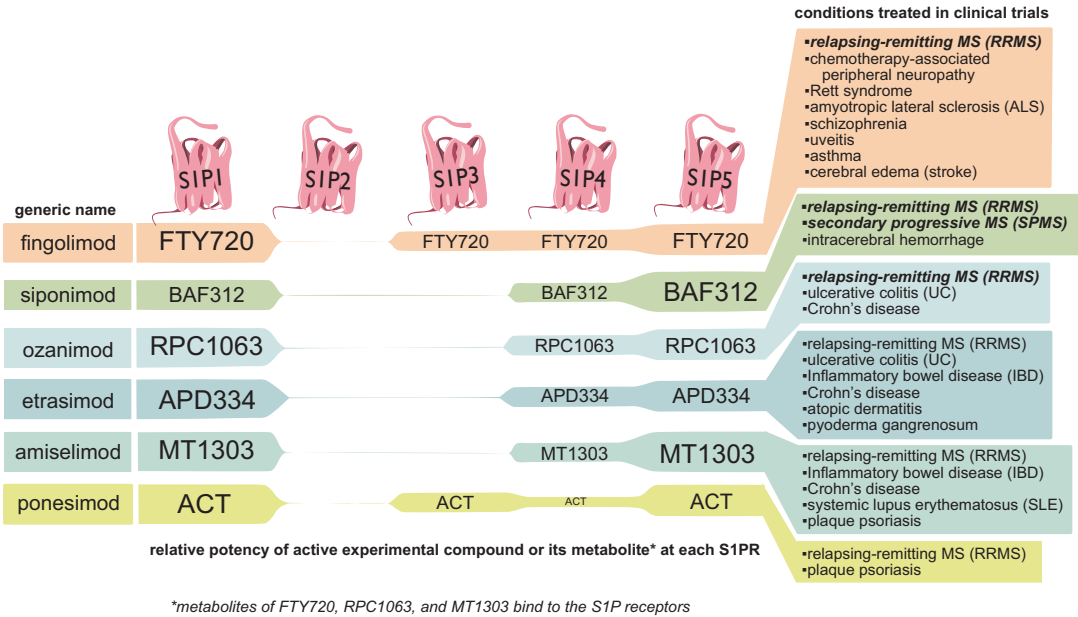 conditions treated in clinical trials
▪relapsing-remitting MS (RRMS)
▪chemotherapy-associated
peripheral neuropathy
▪Rett syndrome
▪amyotropic lateral sclerosis (ALS)
▪schizophrenia
▪uveitis
▪asthma
▪cerebral edema (stroke)
S1P1 S1P2 S1P3 S1P4 S1P5
generic name
fingolimod FTY720 FTY720 FTY720 FTY720
▪relapsing-remitting MS (RRMS)
▪secondary progressive MS (SPMS)
▪intracerebral hemorrhage
siponimod BAF312 BAF312 BAF312
▪relapsing-remitting MS (RRMS)
▪ulcerative colitis (UC)
▪Crohn's disease
ozanimod RPC1063 RPC1063 RPC1063
▪relapsing-remitting MS (RRMS)
▪ulcerative colitis (UC)
▪Inflammatory bowel disease (IBD)
▪Crohn's disease
▪atopic dermatitis
▪pyoderma gangrenosum
etrasimod APD334 APD334 APD334
amiselimod MT1303 MT1303 MT1303
▪relapsing-remitting MS (RRMS)
▪Inflammatory bowel disease (IBD)
▪Crohn's disease
▪systemic lupus erythematosus (SLE)
▪plaque psoriasis
ponesimod ACT ACT ACT ACT
▪relapsing-remitting MS (RRMS)
▪plaque psoriasis
relative potency of active experimental compound or its metabolite* at each S1PR
*metabolites of FTY720, RPC1063, and MT1303 bind to the S1P receptors